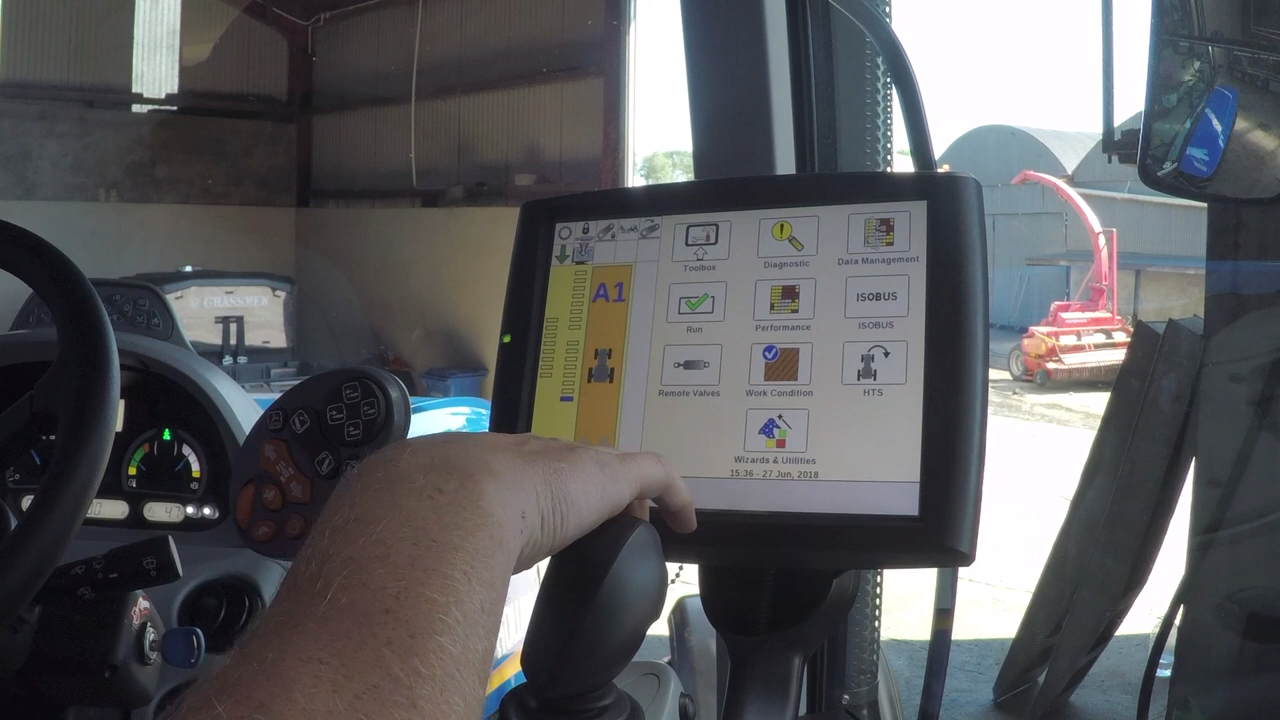 GRASSMEN
A1
Toolbox
Diagnostic
Data Management
Run
Performance
ISOBUS
ISOBUS
Remote Valves
Work Condition
HTS
Wizards & Utilities
15:36 - 27 Jun, 2018